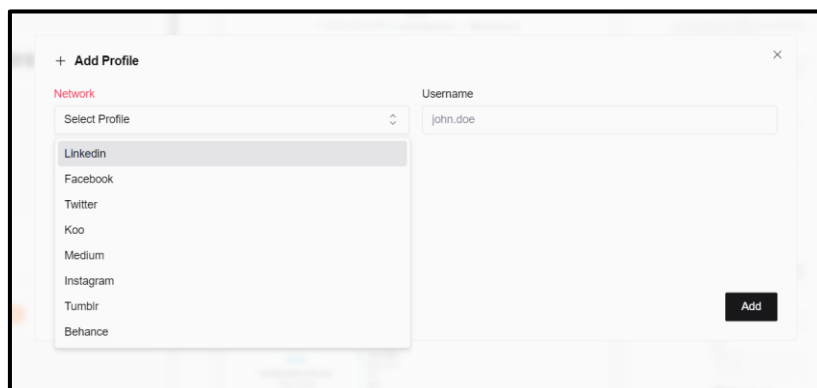 + Add Profile
Network
Username
Select Profile
john.doe
Linkedin
Facebook
Twitter
Koo
Medium
Instagram
Tumblr
Behance
Add